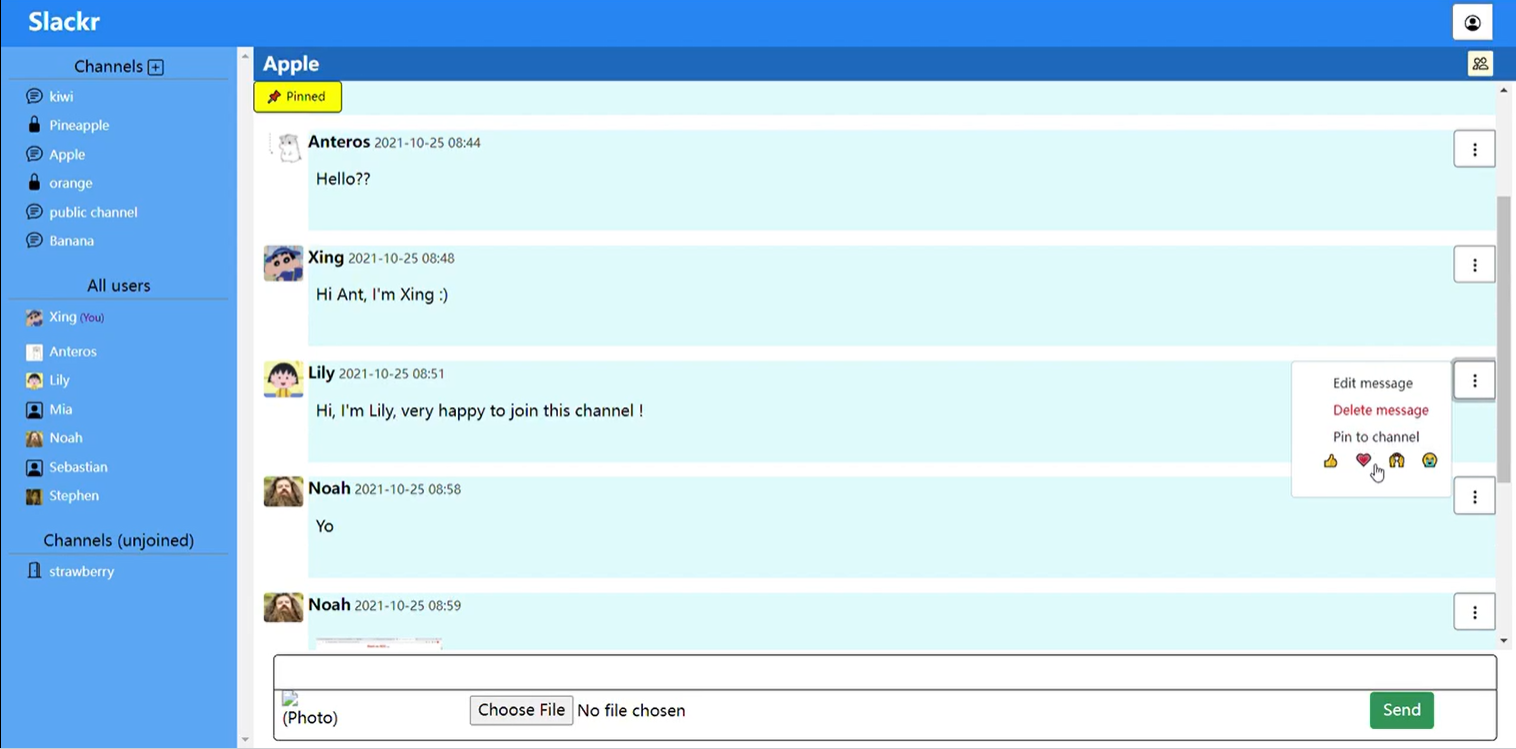 Slackr
Channels
kiwi
Pineapple
Apple
orange
public channel
Banana
All users
Xing (You)
Anteros
Lily
Mia
Noah
Sebastian
Stephen
Channels (unjoined)
strawberry
Apple
Pinned
Anteros 2021-10-25 08:44
Hello??
Xing 2021-10-25 08:48
Hi Ant, I'm Xing :)
Lily 2021-10-25 08:51
Hi, I'm Lily, very happy to join this channel !
Edit message
Delete message
Pin to channel
Noah 2021-10-25 08:58
Yo
Noah 2021-10-25 08:59
(Photo)
Choose File No file chosen
Send